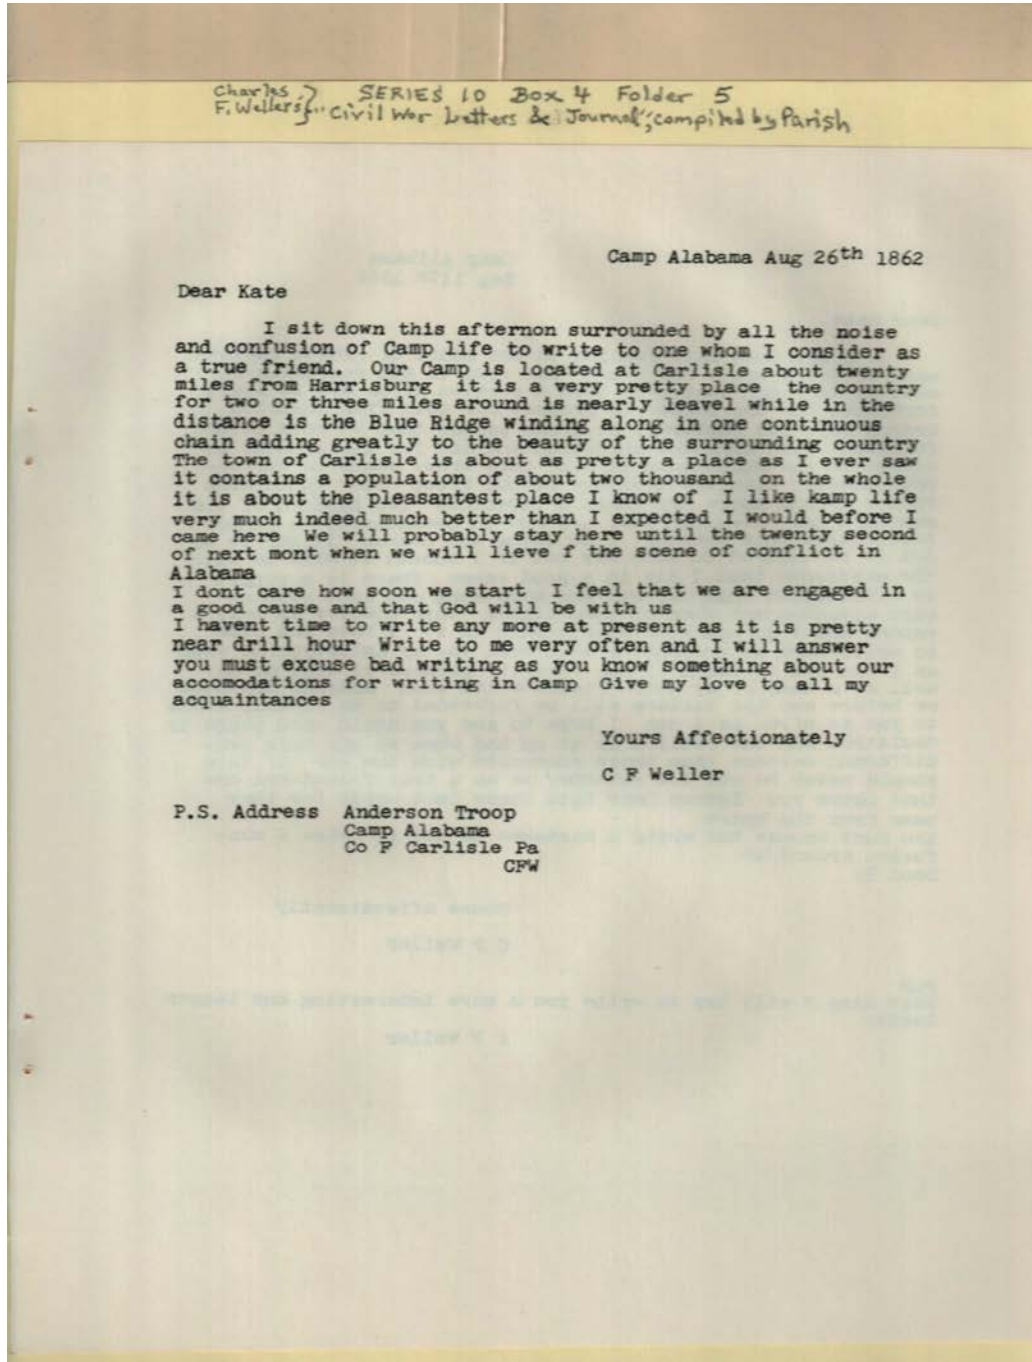 Charles } SERIES 10 Box 4 Folder 5
F. Wellers } "Civil War Letters & Journal", compiled by Parish
Camp Alabama Aug 26th 1862
Dear Kate
I sit down this afternon surrounded by all the noise
and confusion of Camp life to write to one whom I consider as
a true friend. Our Camp is located at Carlisle about twenty
miles from Harrisburg it is a very pretty place the country
for two or three miles around is nearly leavel while in the
distance is the Blue Ridge winding along in one continuous
chain adding greatly to the beauty of the surrounding country
The town of Carlisle is about as pretty a place as I ever saw
it contains a population of about two thousand on the whole
it is about the pleasantest place I know of I like kamp life
very much indeed much better than I expected I would before I
came here We will probably stay here until the twenty second
of next mont when we will lieve f the scene of conflict in
Alabama
I dont care how soon we start I feel that we are engaged in
a good cause and that God will be with us
I havent time to write any more at present as it is pretty
near drill hour Write to me very often and I will answer
you must excuse bad writing as you know something about our
accomodations for writing in Camp Give my love to all my
acquaintances
Yours Affectionately
C F Weller
P.S. Address Anderson Troop
Camp Alabama
Co F Carlisle Pa
CFW